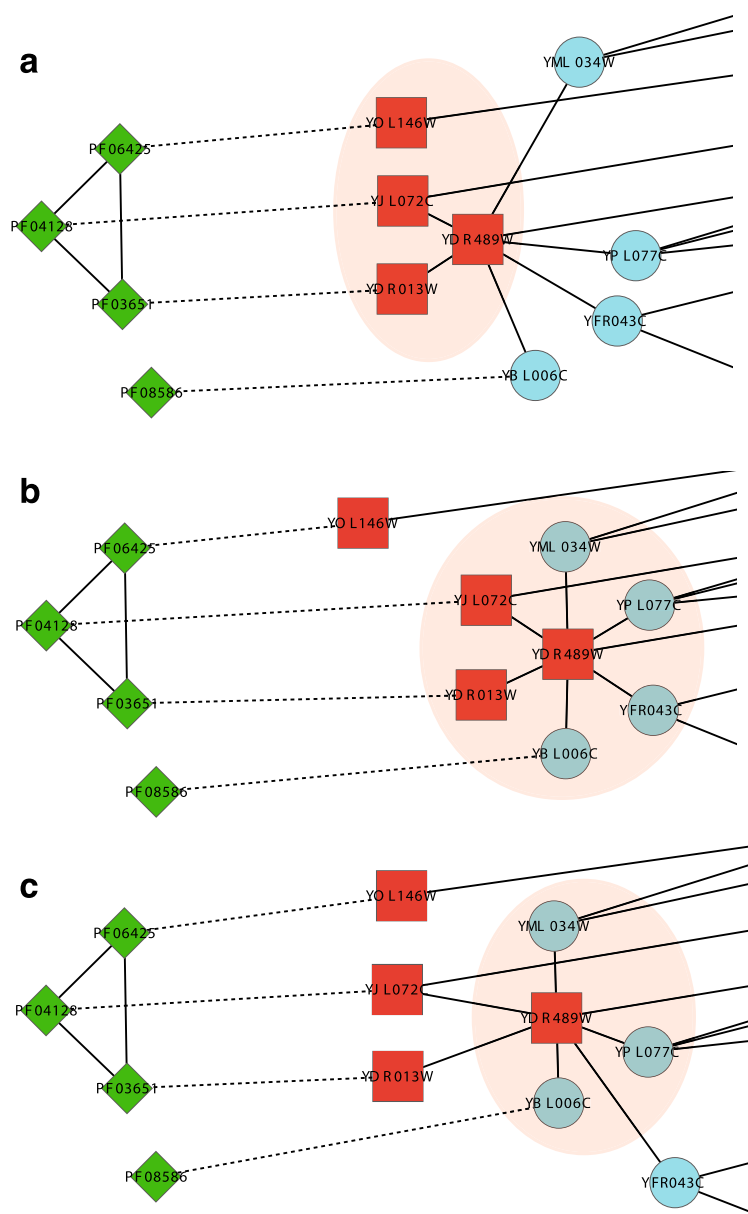 a
YML 034W
YO L146W
PF06425
YJ L072C
PF04128
YD R489W
YP L077C
YD R013W
PF03651
YFR043C
YB L006C
PF08586
b
YO L146W
YML 034W
PF06425
YJ L072C
YP L077C
PF04128
YD R489W
YD R013W
PF03651
YFR043C
YB L006C
PF08586
c
YO L146W
YML 034W
PF06425
YJ L072
PF04128
YD R489W
YP L077C
YD R013W
PF03651
YB L006C
PF08586
YFR043C